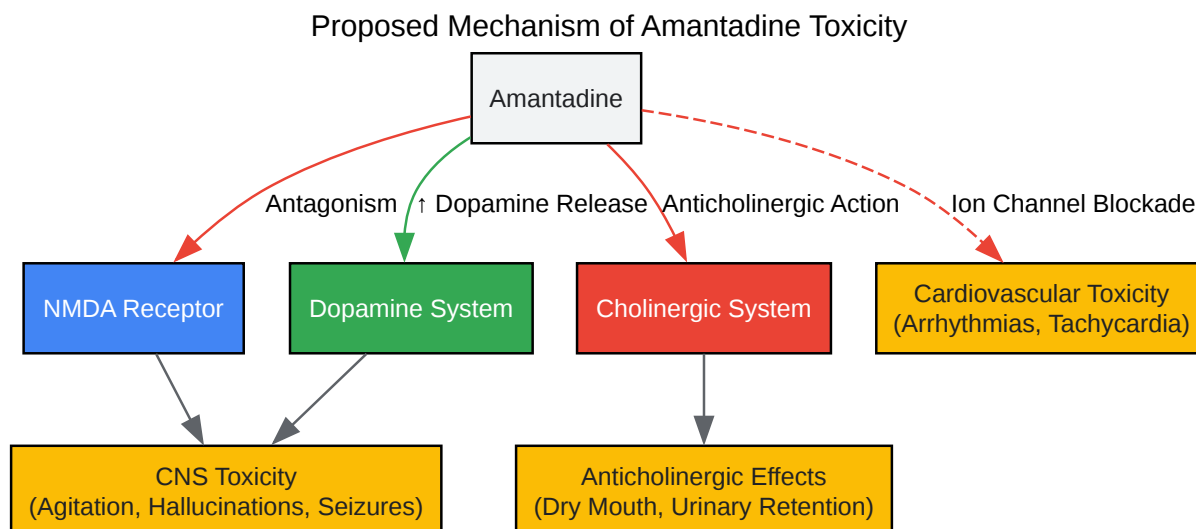 Proposed Mechanism of Amantadine Toxicity
Amantadine
Antagonism
↑ Dopamine Release
Anticholinergic Action
Ion Channel Blockade
NMDA Receptor
Dopamine System
Cholinergic System
Cardiovascular Toxicity
(Arrhythmias, Tachycardia)
CNS Toxicity
(Agitation, Hallucinations, Seizures)
Anticholinergic Effects
(Dry Mouth, Urinary Retention)